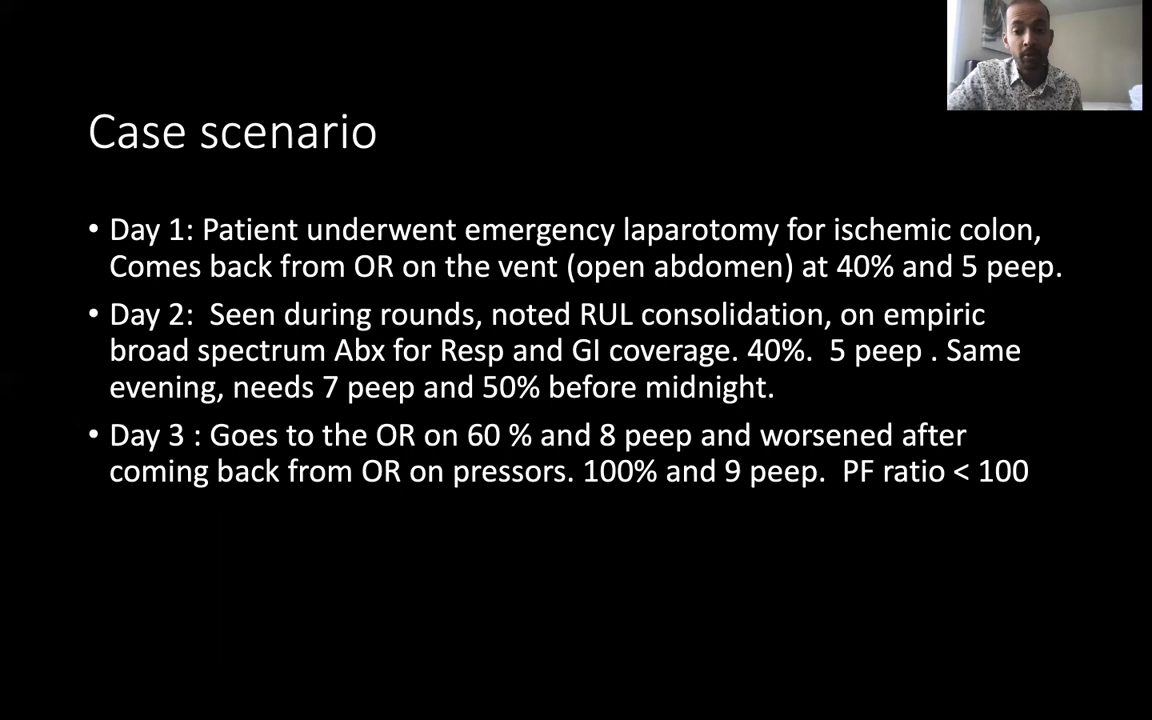 Case scenario
• Day 1: Patient underwent emergency laparotomy for ischemic colon,
Comes back from OR on the vent (open abdomen) at 40% and 5 peep.
• Day 2:  Seen during rounds, noted RUL consolidation, on empiric
broad spectrum Abx for Resp and GI coverage. 40%.  5 peep . Same
evening, needs 7 peep and 50% before midnight.
• Day 3 : Goes to the OR on 60 % and 8 peep and worsened after
coming back from OR on pressors. 100% and 9 peep.  PF ratio < 100